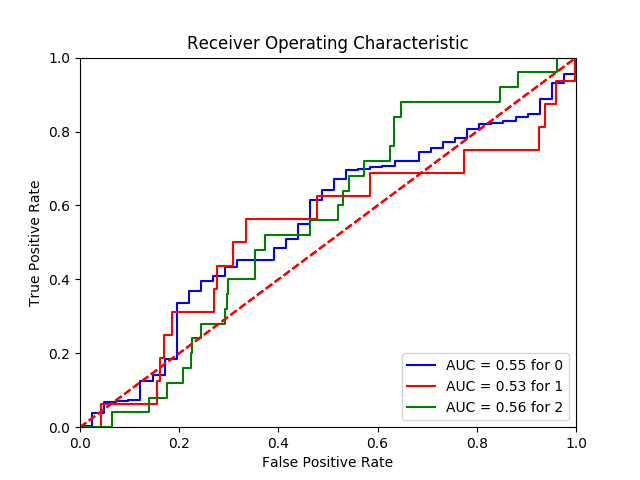 Receiver Operating Characteristic
True Positive Rate
1.0
0.8
0.6
0.4
0.2
0.0
AUC = 0.55 for 0
AUC = 0.53 for 1
AUC = 0.56 for 2
0.0 0.2 0.4 0.6 0.8 1.0
False Positive Rate